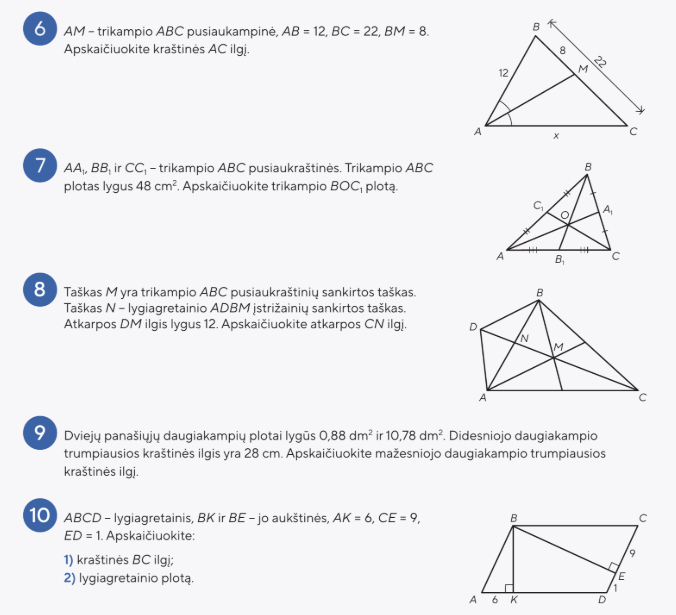 6 AM – trikampio ABC pusiaukampinė, AB = 12, BC = 22, BM = 8.
Apskaičiuokite kraštinės AC ilgį.
B
8
22
M
12
A
x
C
7 AA₁, BB₁ ir CC₁ – trikampio ABC pusiaukraštinės. Trikampio ABC
plotas lygus 48 cm². Apskaičiuokite trikampio BOC₁ plotą.
B
C₁
O
A₁
A
B₁
C
8 Taškas M yra trikampio ABC pusiaukraštinių sankirtos taškas.
Taškas N – lygiagretainio ADBM įstrižainių sankirtos taškas.
Atkarpos DM ilgis lygus 12. Apskaičiuokite atkarpos CN ilgį.
B
D
N
M
A
C
9 Dviejų panašiųjų daugiakampių plotai lygūs 0,88 dm² ir 10,78 dm². Didesniojo daugiakampio
trumpiausios kraštinės ilgis yra 28 cm. Apskaičiuokite mažesniojo daugiakampio trumpiausios
kraštinės ilgį.
10 ABCD – lygiagretainis, BK ir BE – jo aukštinės, AK = 6, CE = 9,
ED = 1. Apskaičiuokite:
1) kraštinės BC ilgį;
2) lygiagretainio plotą.
B
C
9
E
1
A
6
K
D